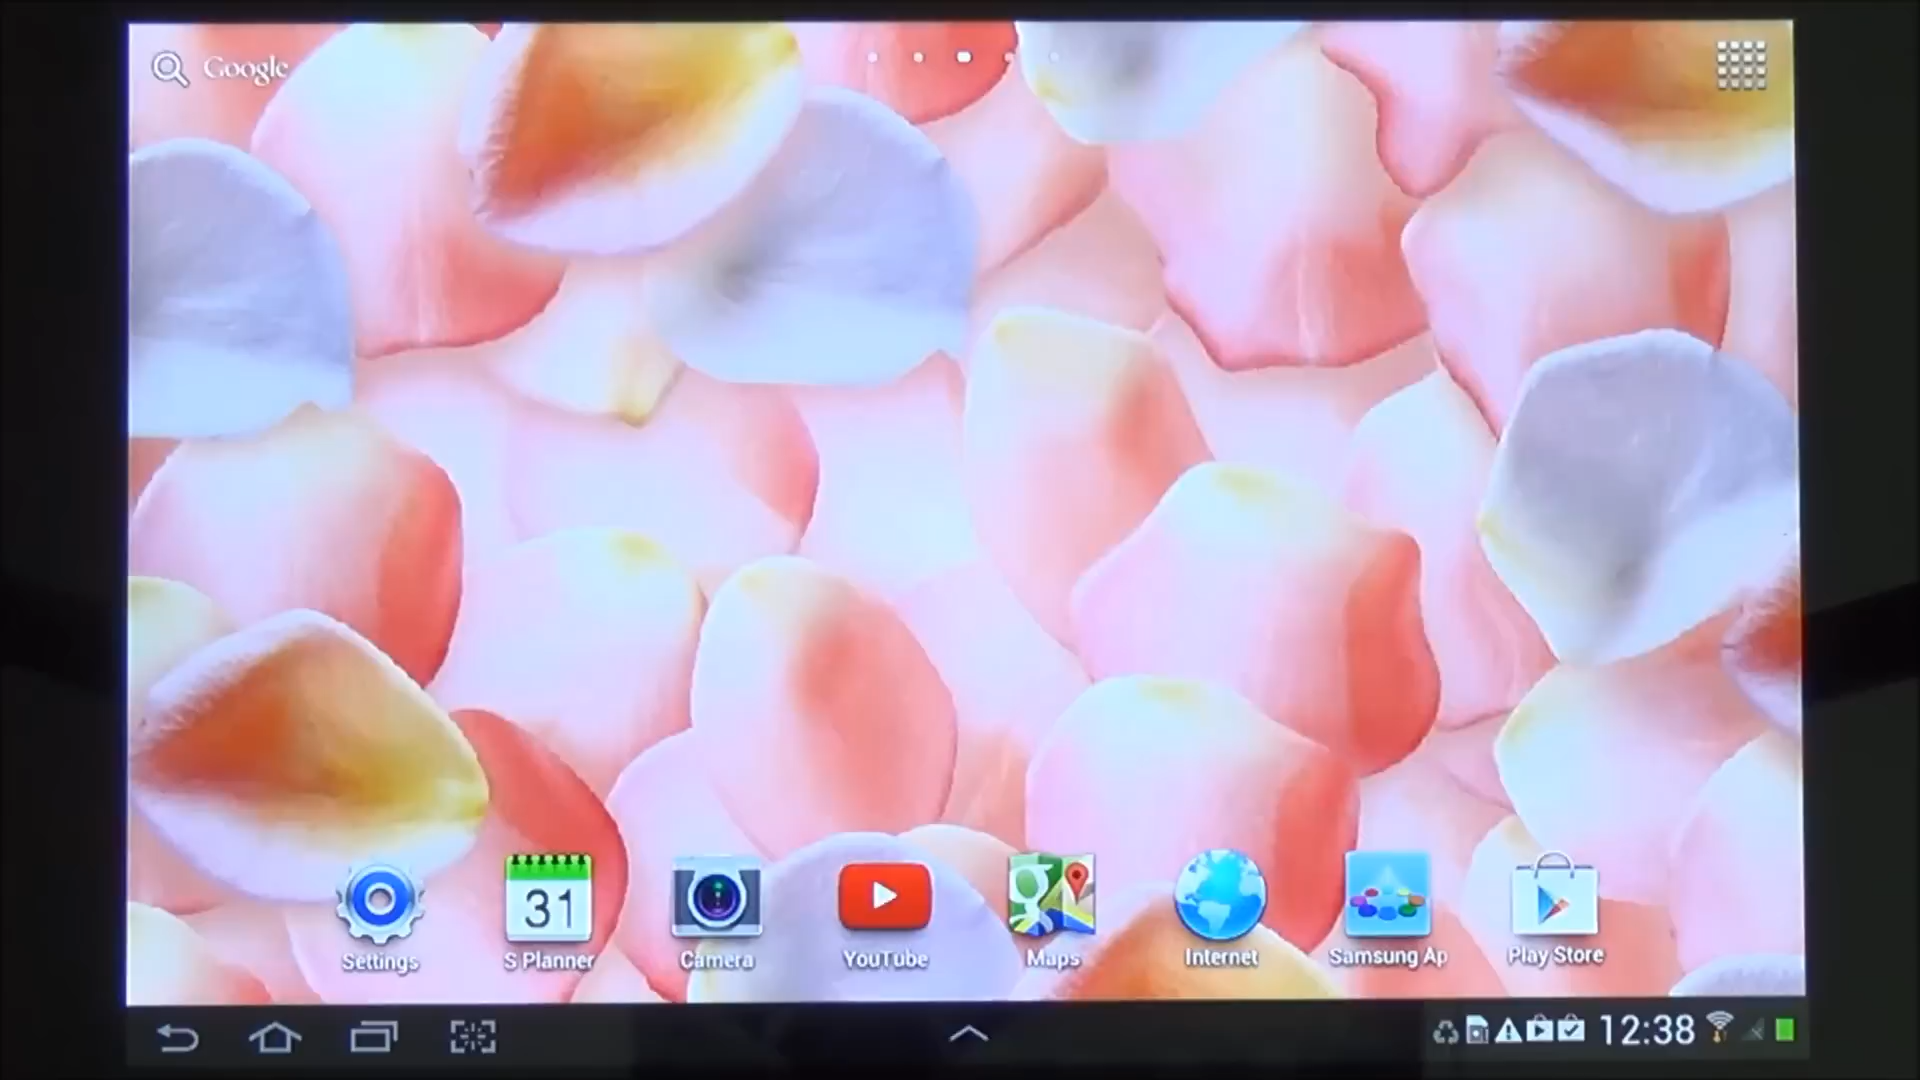 Google
31
Settings
S Planner
Camera
YouTube
Maps
Internet
Samsung Ap
Play Store
12:38